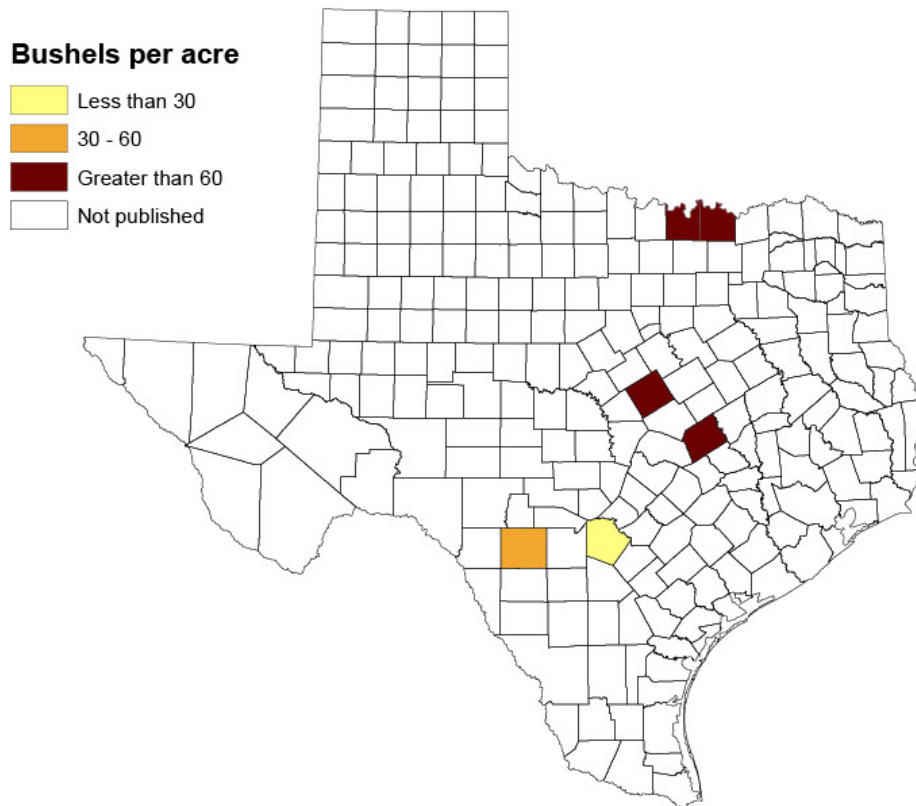 Bushels per acre
Less than 30
30 - 60
Greater than 60
Not published